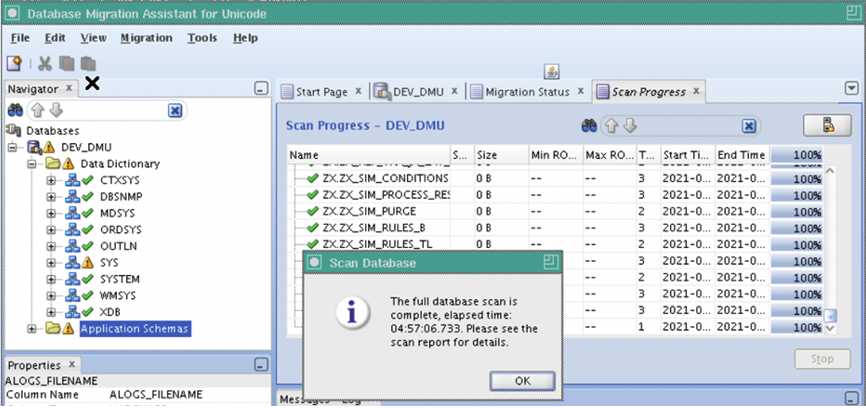 Database Migration Assistant for Unicode
File Edit View Migration Tools Help
Navigator x
Start Page x DEV_DMU x Migration Status x Scan Progress x
Databases
DEV_DMU
Data Dictionary
CTXSYS
DBSNMP
MDSYS
ORDSYS
OUTLN
SYS
SYSTEM
WMSYS
XDB
Application Schemas
Properties x
ALOGS_FILENAME
Column Name ALOGS_FILENAME
Scan Progress - DEV_DMU
Name S... Size Min RO... Max RO... T... Start Ti... End Time 100%
100%
ZX.ZX_SIM_CONDITIONS 0 B -- -- 3 2021-0... 2021-0... 100%
ZX.ZX_SIM_PROCESS_RES 0 B -- -- 3 2021-0... 2021-0... 100%
ZX.ZX_SIM_PURGE 0 B -- -- 2 2021-0... 2021-0... 100%
ZX.ZX_SIM_RULES_B 0 B -- -- 3 2021-0... 2021-0... 100%
ZX.ZX_SIM_RULES_TL 0 B -- -- 2 2021-0... 2021-0... 100%
-- 3 2021-0... 2021-0... 100%
-- 2 2021-0... 2021-0... 100%
-- 3 2021-0... 2021-0... 100%
-- 3 2021-0... 2021-0... 100%
-- 1 2021-0... 2021-0... 100%
Stop
Scan Database
The full database scan is
complete, elapsed time:
04:57:06.733. Please see the
scan report for details.
OK
Messages - Log